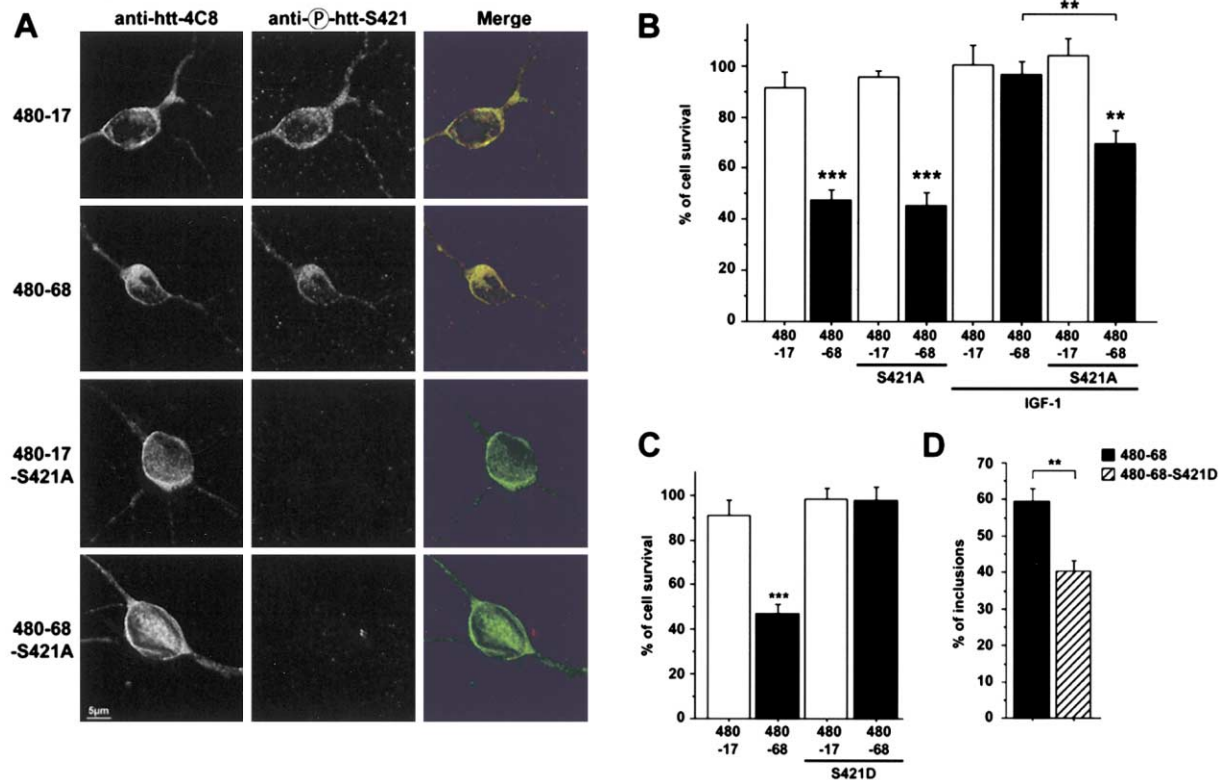 A
anti-htt-4C8 anti-Ⓟ-htt-S421 Merge
480-17
480-68
480-17
-S421A
480-68
-S421A
5µm
B
**
% of cell survival
100
80
60
40
20
0
*** *** **
480 480 480 480 480 480 480 480
-17 -68 -17 -68 -17 -68 -17 -68
S421A S421A
IGF-1
C
% of cell survival
100
80
60
40
20
0
***
480 480 480 480
-17 -68 -17 -68
S421D
D
480-68
480-68-S421D
% of inclusions
70
60
50
40
30
20
10
0
**